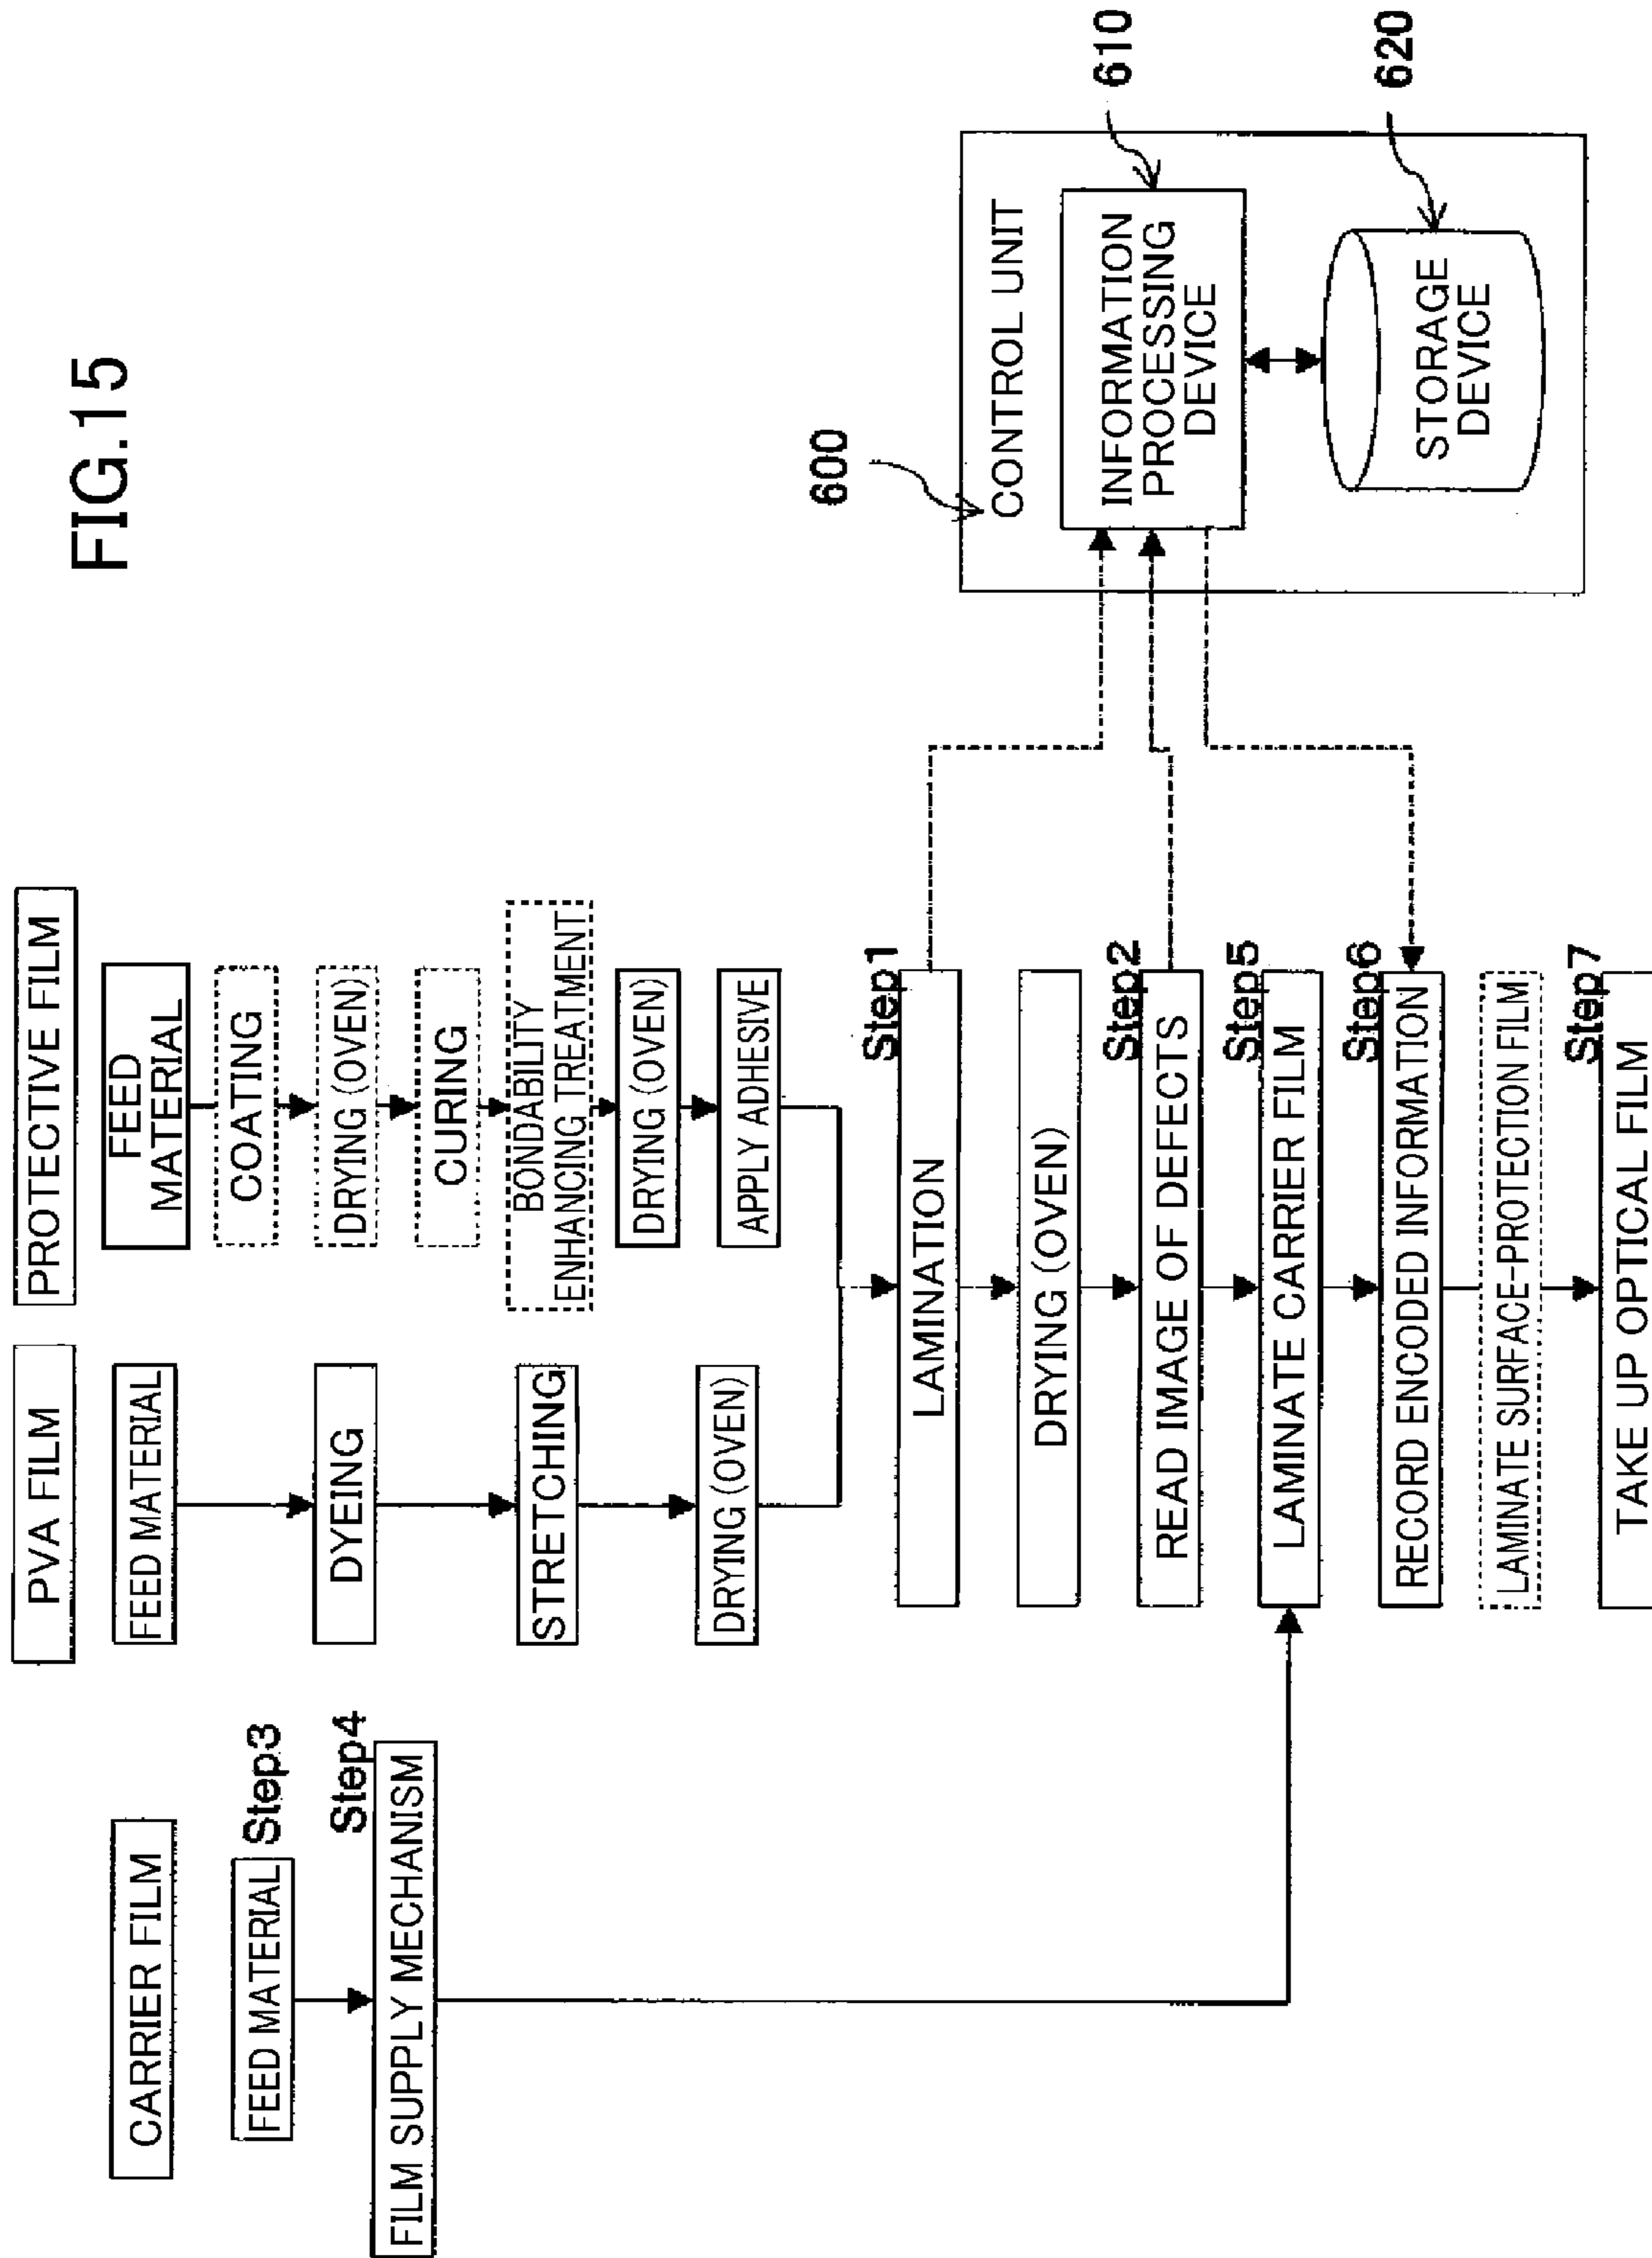 FIG.15
CARRIER FILM
PVA FILM
PROTECTIVE FILM
FEED MATERIAL
Step3
FILM SUPPLY MECHANISM
Step4
FEED MATERIAL
DYEING
STRETCHING
DRYING (OVEN)
FEED
MATERIAL
COATING
DRYING (OVEN)
CURING
BONDABILITY
ENHANCING TREATMENT
DRYING (OVEN)
APPLY ADHESIVE
Step1
LAMINATION
DRYING (OVEN)
Step2
READ IMAGE OF DEFECTS
Step5
LAMINATE CARRIER FILM
Step6
RECORD ENCODED INFORMATION
LAMINATE SURFACE-PROTECTION FILM
Step7
TAKE UP OPTICAL FILM
600
CONTROL UNIT
INFORMATION
PROCESSING
DEVICE
610
STORAGE
DEVICE
620